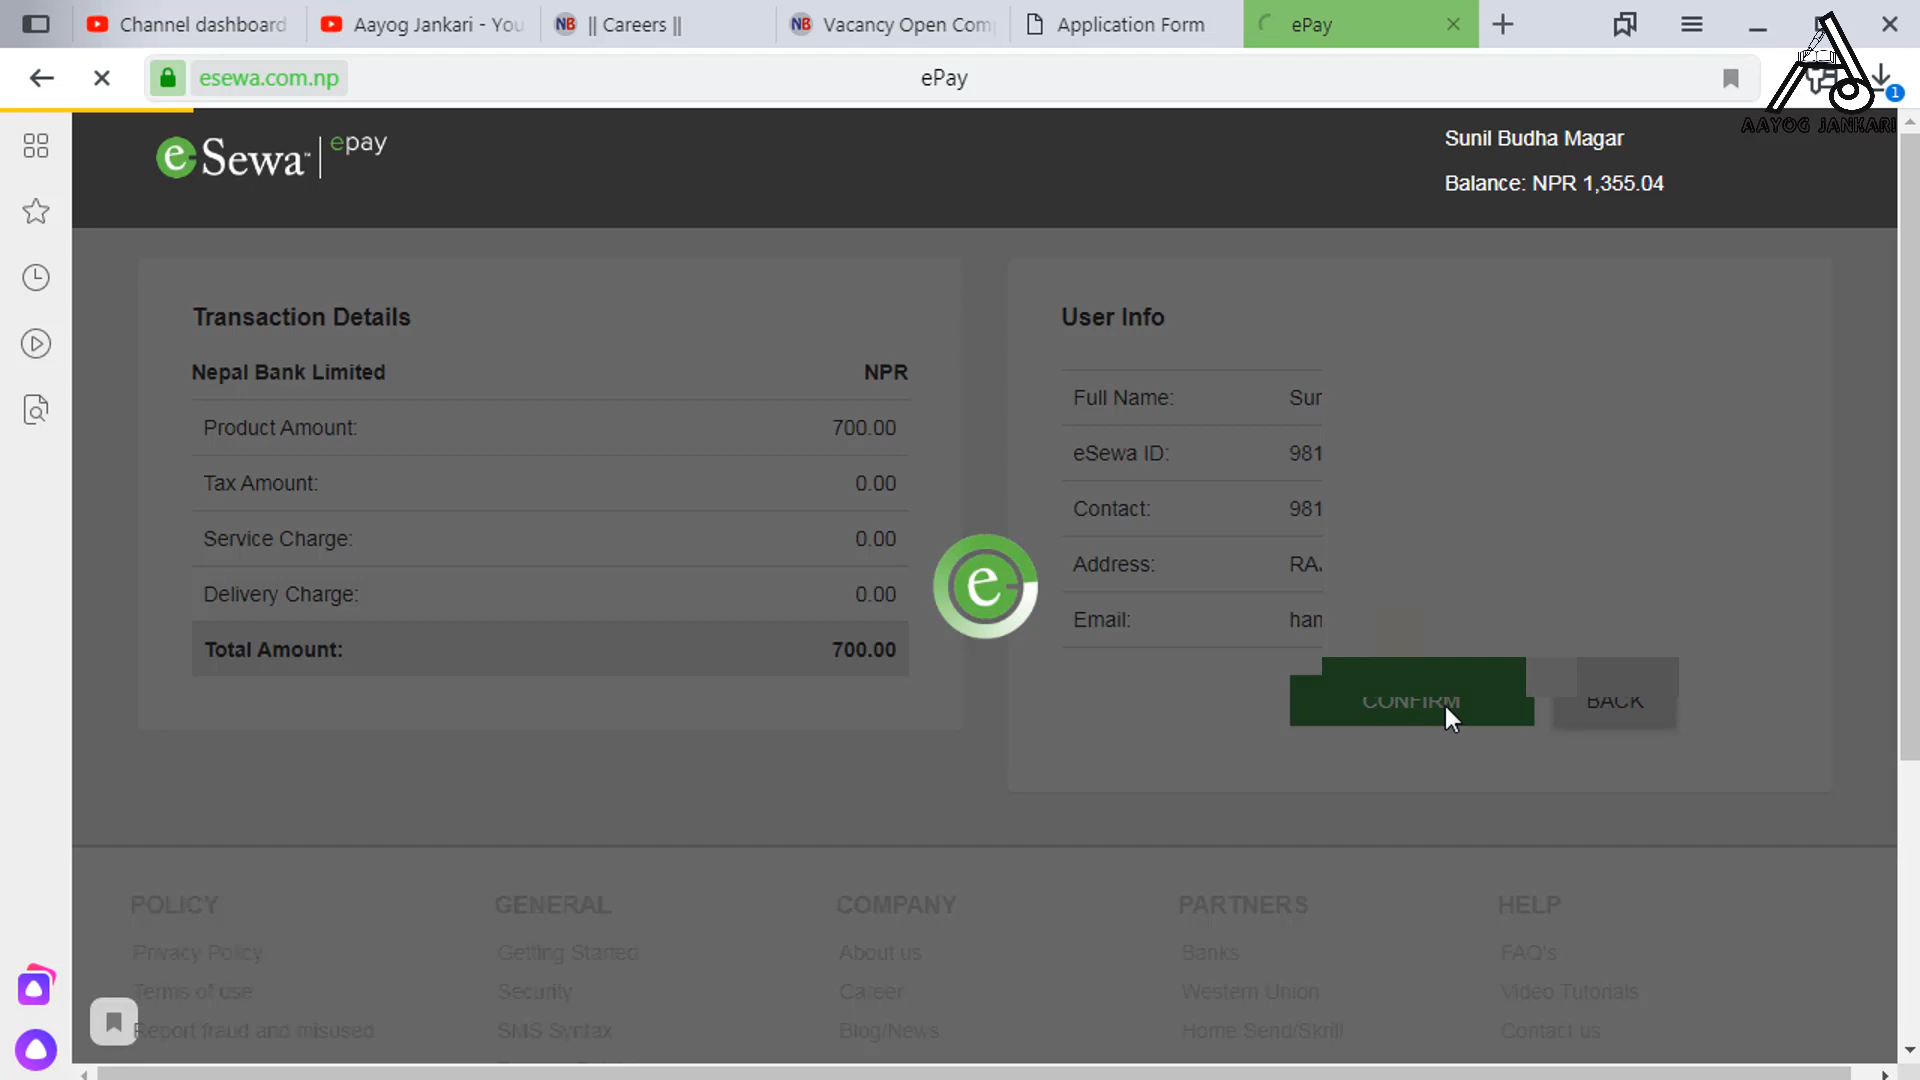 Channel dashboard
Aayog Jankari - You
NB || Careers ||
NB Vacancy Open Com
Application Form
ePay
esewa.com.np
ePay
1
AAYOG JANKARI
eSewa™ | epay
Sunil Budha Magar
Balance: NPR 1,355.04
Transaction Details
Nepal Bank Limited NPR
Product Amount: 700.00
Tax Amount: 0.00
Service Charge: 0.00
Delivery Charge: 0.00
Total Amount: 700.00
User Info
Full Name: Sun
eSewa ID: 981
Contact: 981
Address: RA
Email: han
e
CONFIRM
BACK
POLICY
Privacy Policy
Terms of use
Report fraud and misused
GENERAL
Getting Started
Security
SMS Syntax
COMPANY
About us
Career
Blog/News
PARTNERS
Banks
Western Union
Home Send/Skrill
HELP
FAQ's
Video Tutorials
Contact us